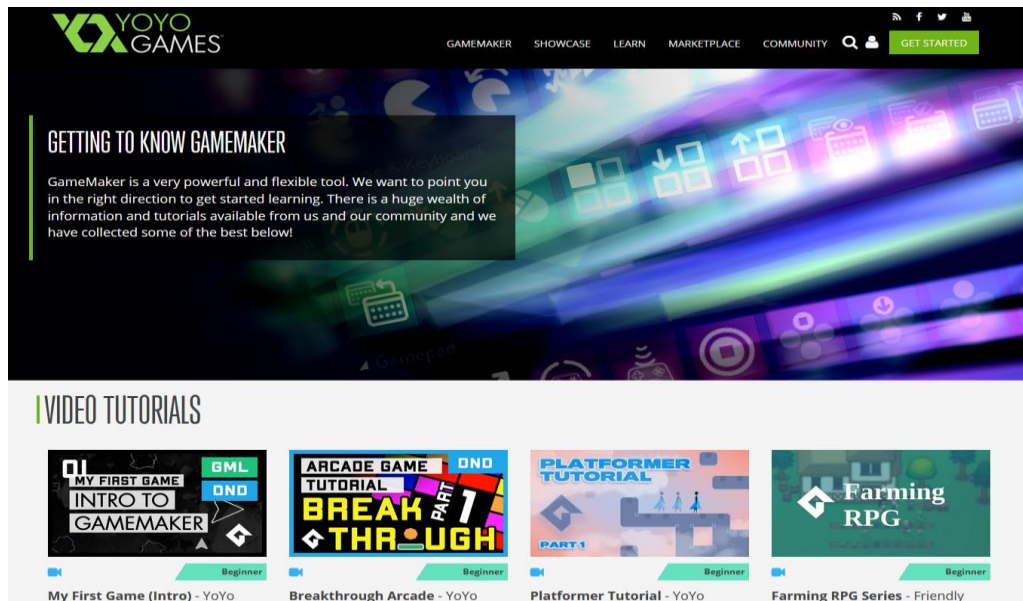 YOYO
GAMES
GAMEMAKER SHOWCASE LEARN MARKETPLACE COMMUNITY GET STARTED
GETTING TO KNOW GAMEMAKER
GameMaker is a very powerful and flexible tool. We want to point you
in the right direction to get started learning. There is a huge wealth of
information and tutorials available from us and our community and we
have collected some of the best below!
Gamepad
VIDEO TUTORIALS
01
MY FIRST GAME
INTRO TO
GAMEMAKER
GML
DND
ARCADE GAME
TUTORIAL
DND
BREAK
THROUGH
PART 1
PLATFORMER
TUTORIAL
PART 1
Farming
RPG
Beginner
Beginner
Beginner
Beginner
My First Game (Intro) - YoYo
Breakthrough Arcade - YoYo
Platformer Tutorial - YoYo
Farming RPG Series - Friendly